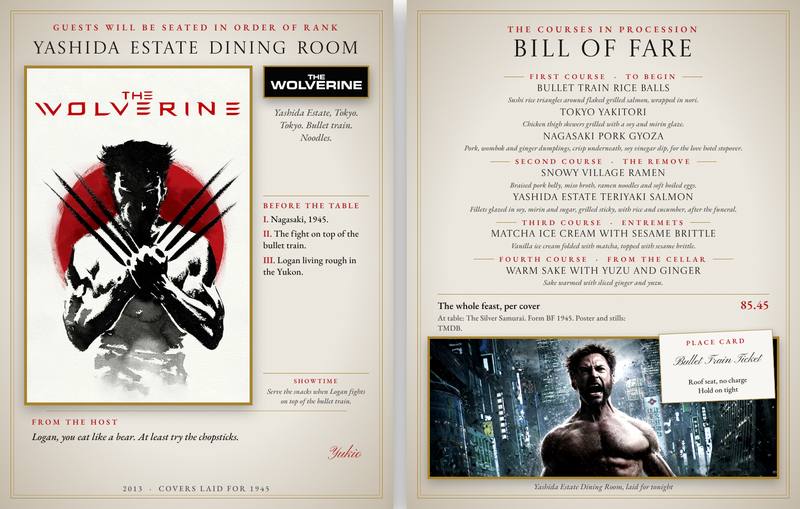 GUESTS WILL BE SEATED IN ORDER OF RANK
YASHIDA ESTATE DINING ROOM
THE
WOLVERINE
THE
WOLVERINE
Yashida Estate, Tokyo.
Tokyo. Bullet train.
Noodles.
BEFORE THE TABLE
I. Nagasaki, 1945.
II. The fight on top of the
bullet train.
III. Logan living rough in
the Yukon.
SHOWTIME
Serve the snacks when Logan fights
on top of the bullet train.
FROM THE HOST
Logan, you eat like a bear. At least try the chopsticks.
Yukio
2013 · COVERS LAID FOR 1945
THE COURSES IN PROCESSION
BILL OF FARE
FIRST COURSE · TO BEGIN
BULLET TRAIN RICE BALLS
Sushi rice triangles around flaked grilled salmon, wrapped in nori.
TOKYO YAKITORI
Chicken thigh skewers grilled with a soy and mirin glaze.
NAGASAKI PORK GYOZA
Pork, wombok and ginger dumplings, crisp underneath, soy vinegar dip, for the love hotel stopover.
SECOND COURSE · THE REMOVE
SNOWY VILLAGE RAMEN
Braised pork belly, miso broth, ramen noodles and soft boiled eggs.
YASHIDA ESTATE TERIYAKI SALMON
Fillets glazed in soy, mirin and sugar, grilled sticky, with rice and cucumber, after the funeral.
THIRD COURSE · ENTREMETS
MATCHA ICE CREAM WITH SESAME BRITTLE
Vanilla ice cream folded with matcha, topped with sesame brittle.
FOURTH COURSE · FROM THE CELLAR
WARM SAKE WITH YUZU AND GINGER
Sake warmed with sliced ginger and yuzu.
The whole feast, per cover
85.45
At table: The Silver Samurai. Form BF 1945. Poster and stills:
TMDB.
PLACE CARD
Bullet Train Ticket
Roof seat, no charge
Hold on tight
Yashida Estate Dining Room, laid for tonight